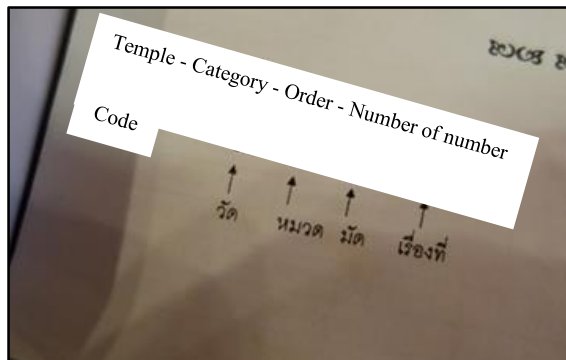 Temple - Category - Order - Number of number
Code
วัด หมวด มัด เรื่องที่